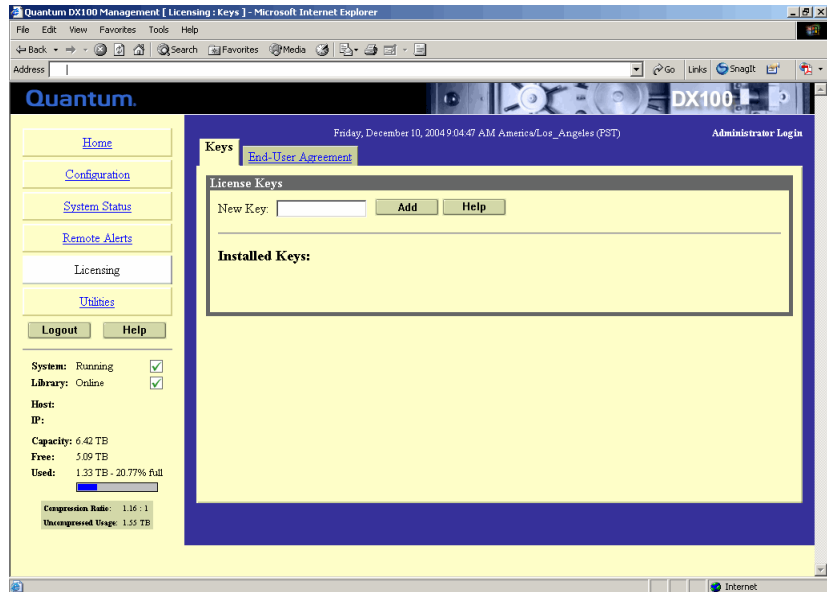 Quantum DX100 Management [ Licensing : Keys ] - Microsoft Internet Explorer
File Edit View Favorites Tools Help
Back Search Favorites Media
Address Go Links SnagIt
Quantum. DX100
Friday, December 10, 2004 9:04:47 AM America/Los_Angeles (PST) Administrator Login
Home
Configuration
System Status
Remote Alerts
Licensing
Utilities
Logout Help
System: Running
Library: Online
Host:
IP:
Capacity: 6.42 TB
Free: 5.09 TB
Used: 1.33 TB - 20.77% full
Compression Ratio: 1.16 : 1
Uncompressed Usage: 1.55 TB
Keys End-User Agreement
License Keys
New Key: Add Help
Installed Keys:
Internet